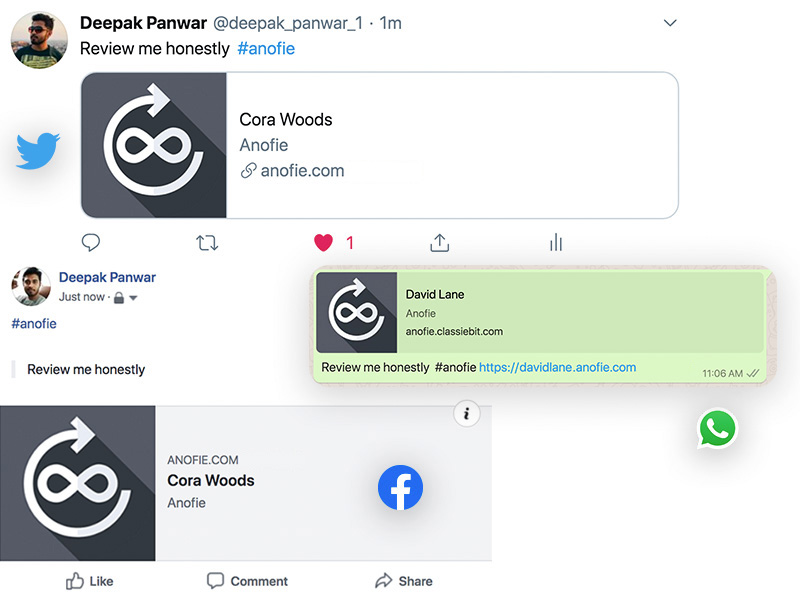 Deepak Panwar @deepak_panwar_1 · 1m
Review me honestly #anofie
Cora Woods
Anofie
anofie.com
1
Deepak Panwar
Just now ·
#anofie
Review me honestly
David Lane
Anofie
anofie.classiebit.com
Review me honestly #anofie https://davidlane.anofie.com
11:06 AM
i
ANOFIE.COM
Cora Woods
Anofie
Like Comment Share